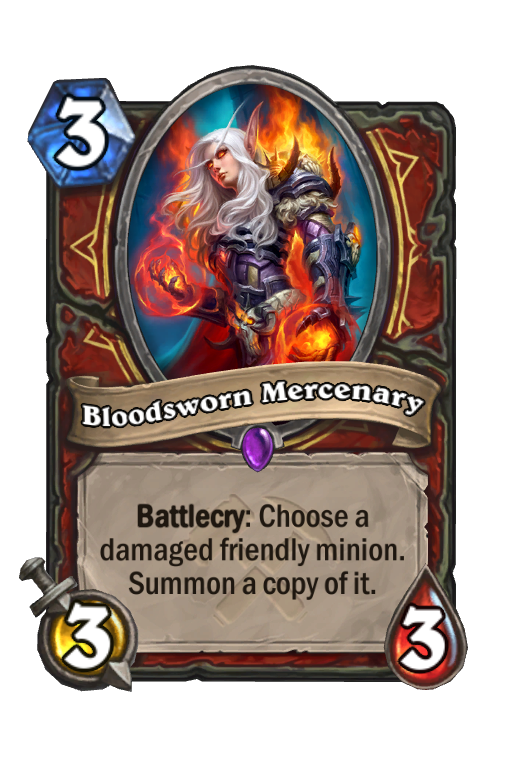 3
Bloodsworn Mercenary
Battlecry: Choose a
damaged friendly minion.
Summon a copy of it.
3
3